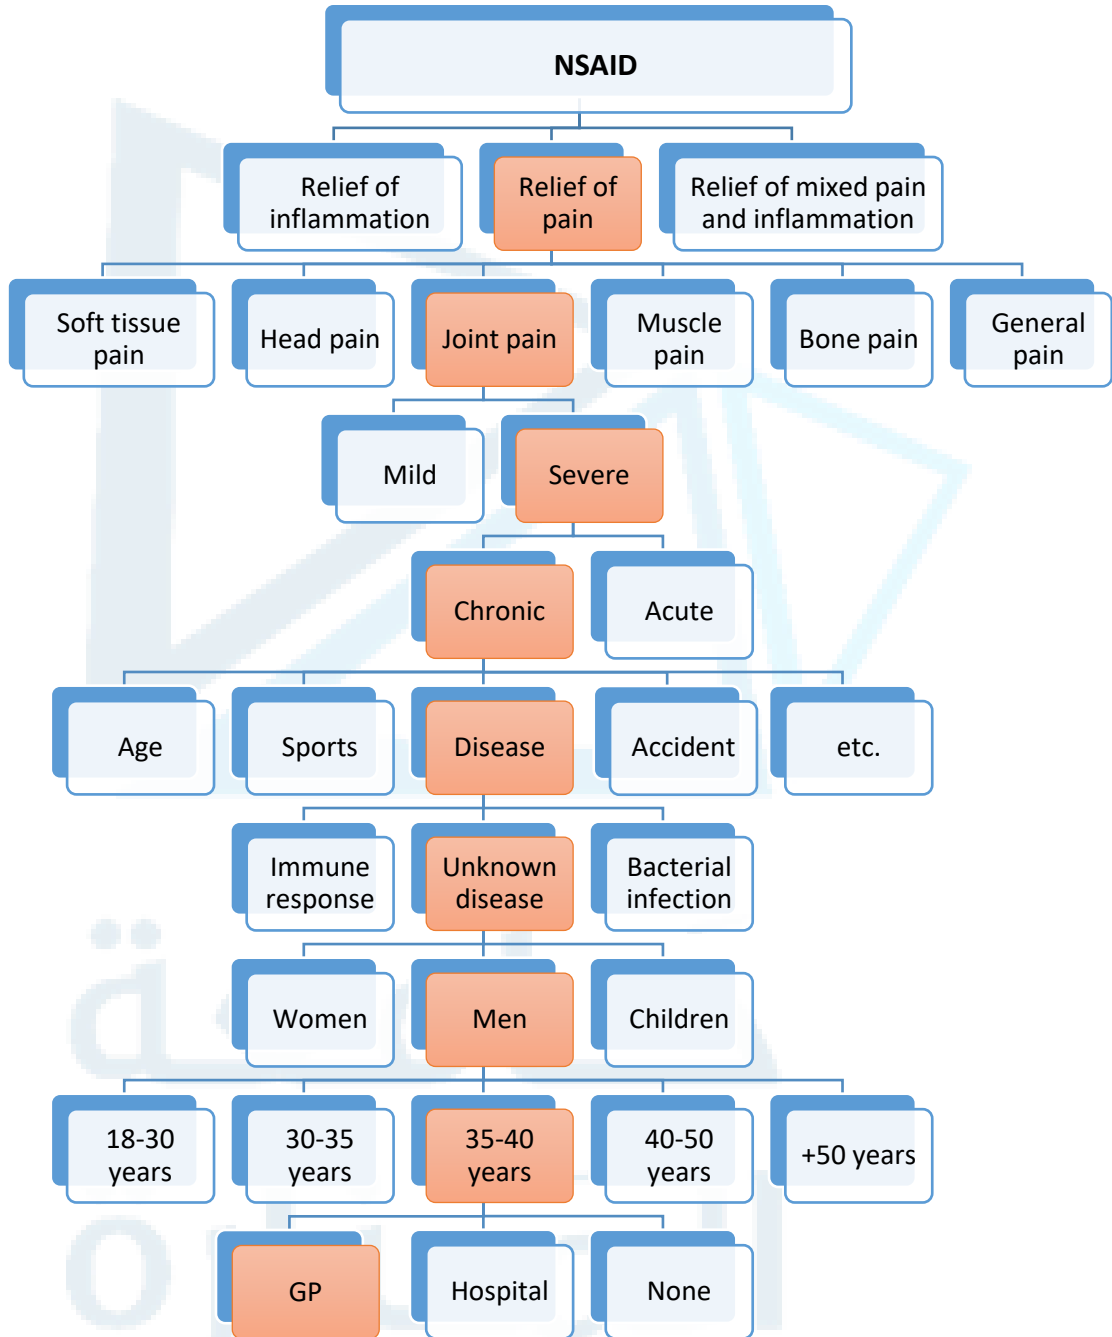 NSAID
Relief of
inflammation
Relief of
pain
Relief of mixed pain
and inflammation
Soft tissue
pain
Head pain
Joint pain
Muscle
pain
Bone pain
General
pain
Mild
Severe
Chronic
Acute
Age
Sports
Disease
Accident
etc.
Immune
response
Unknown
disease
Bacterial
infection
Women
Men
Children
18-30
years
30-35
years
35-40
years
40-50
years
+50 years
GP
Hospital
None